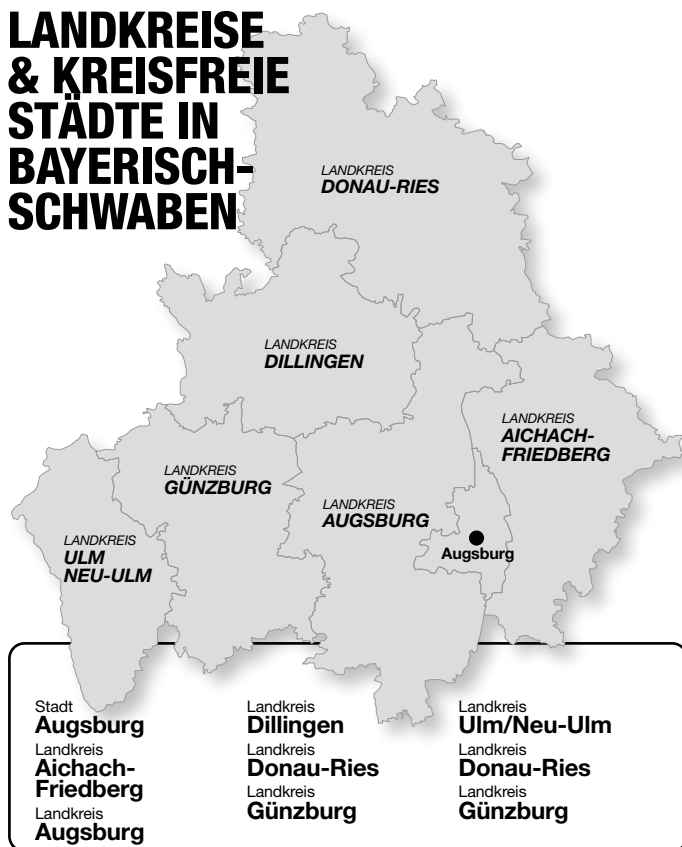 LANDKREISE
& KREISFREIE
STÄDTE IN
BAYERISCH-
SCHWABEN
LANDKREIS
DONAU-RIES
LANDKREIS
DILLINGEN
LANDKREIS
AICHACH-
FRIEDBERG
LANDKREIS
GÜNZBURG
LANDKREIS
AUGSBURG
LANDKREIS
ULM
NEU-ULM
Augsburg
Stadt
Augsburg
Landkreis
Aichach-
Friedberg
Landkreis
Augsburg
Landkreis
Dillingen
Landkreis
Donau-Ries
Landkreis
Günzburg
Landkreis
Ulm/Neu-Ulm
Landkreis
Donau-Ries
Landkreis
Günzburg